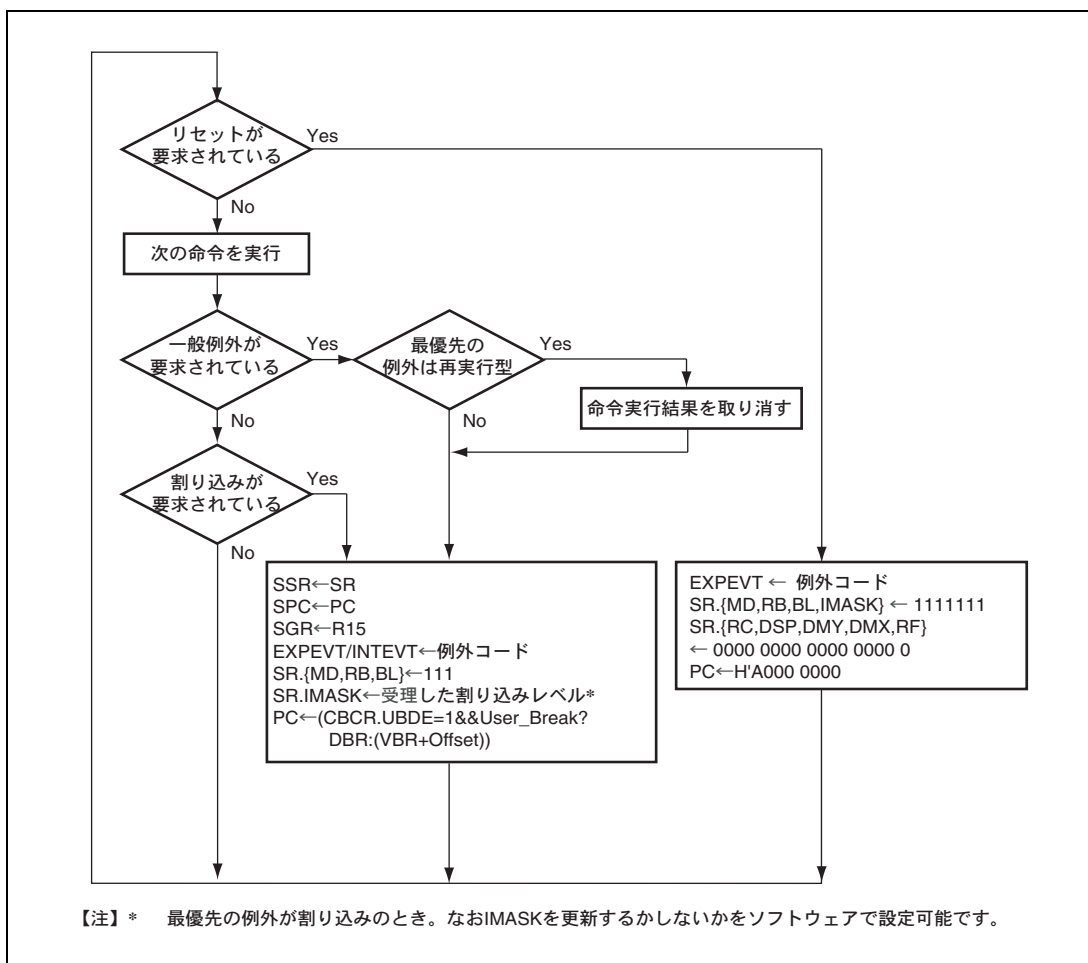 リセットが
要求されている
Yes
No
次の命令を実行
一般例外が
要求されている
Yes
No
最優先の
例外は再実行型
Yes
No
命令実行結果を取り消す
割り込みが
要求されている
Yes
No
SSR←SR
SPC←PC
SGR←R15
EXPEVT/INTEVT←例外コード
SR.{MD,RB,BL}←111
SR.IMASK←受理した割り込みレベル*
PC←(CBCR.UBDE=1&&User_Break?
DBR:(VBR+Offset))
EXPEVT ← 例外コード
SR.{MD,RB,BL,IMASK} ← 1111111
SR.{RC,DSP,DMY,DMX,RF}
← 0000 0000 0000 0000 0
PC←H'A000 0000
【注】* 最優先の例外が割り込みのとき。なおIMASKを更新するかしないかをソフトウェアで設定可能です。